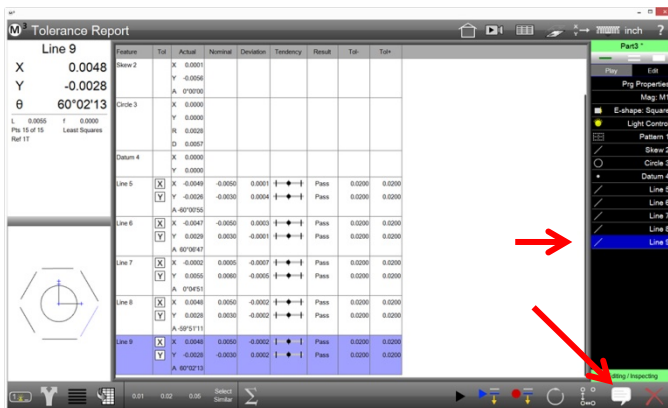 M³ Tolerance Report
inch ?
Line 9
X 0.0048
Y -0.0028
θ 60°02'13
L 0.0055 f 0.0000
Pts 15 of 15 Least Squares
Ref 1T
Feature Tol Actual Nominal Deviation Tendency Result Tol- Tol+
Skew 2 X 0.0001
Y -0.0056
A 0°00'00
Circle 3 X 0.0000
Y 0.0000
R 0.0028
D 0.0057
Datum 4 X 0.0000
Y 0.0000
Line 5 X X -0.0049 -0.0050 0.0001 Pass 0.0200 0.0200
Y Y -0.0026 -0.0030 0.0004 Pass 0.0200 0.0200
A -60°00'55
Line 6 X X -0.0047 -0.0050 0.0003 Pass 0.0200 0.0200
Y Y 0.0029 0.0030 -0.0001 Pass 0.0200 0.0200
A 60°06'47
Line 7 X X -0.0002 0.0005 -0.0007 Pass 0.0200 0.0200
Y Y 0.0055 0.0060 -0.0005 Pass 0.0200 0.0200
A 0°04'51
Line 8 X X 0.0048 0.0050 -0.0002 Pass 0.0200 0.0200
Y Y 0.0028 0.0030 -0.0002 Pass 0.0200 0.0200
A -59°51'11
Line 9 X X 0.0048 0.0050 -0.0002 Pass 0.0200 0.0200
Y Y -0.0028 -0.0030 0.0002 Pass 0.0200 0.0200
A 60°02'13
Part3 *
Play Edit
Prg Propertie
Mag: M1
E-shape: Square
Light Contro
Pattern 1
Skew 2
Circle 3
Datum 4
Line 5
Line 6
Line 7
Line 8
Line 9
diting / Inspecting
0.01 0.02 0.05 Select Similar Σ